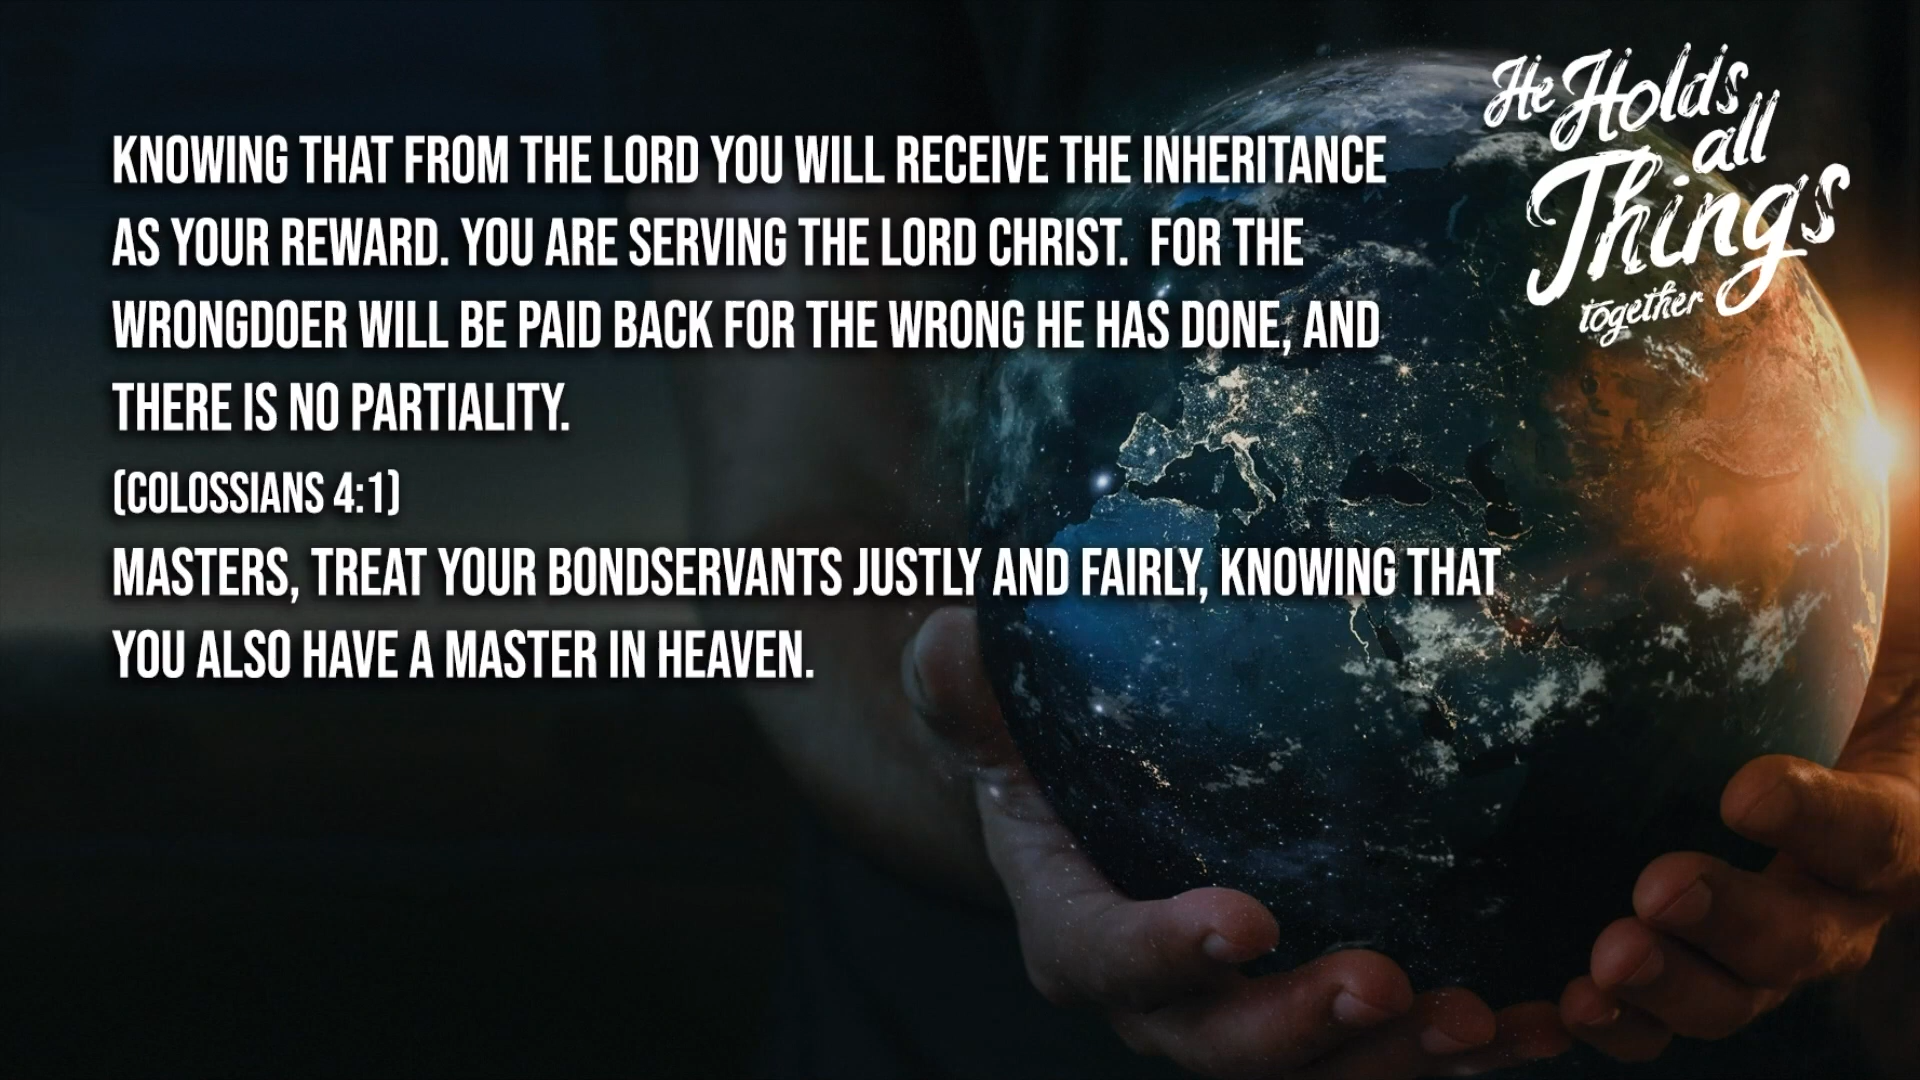 KNOWING THAT FROM THE LORD YOU WILL RECEIVE THE INHERITANCE
AS YOUR REWARD. YOU ARE SERVING THE LORD CHRIST. FOR THE
WRONGDOER WILL BE PAID BACK FOR THE WRONG HE HAS DONE, AND
THERE IS NO PARTIALITY.
(COLOSSIANS 4:1)
MASTERS, TREAT YOUR BONDSERVANTS JUSTLY AND FAIRLY, KNOWING THAT
YOU ALSO HAVE A MASTER IN HEAVEN.
He Holds
all
Things
together